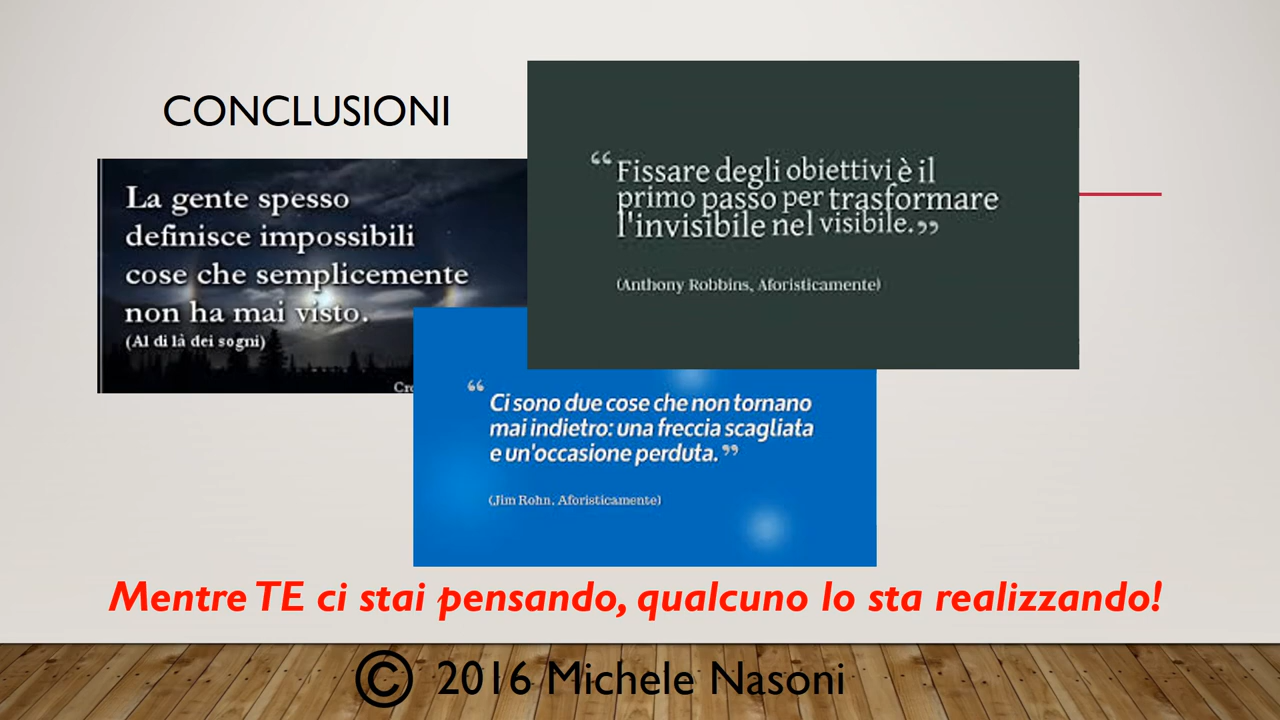 CONCLUSIONI
La gente spesso
definisce impossibili
cose che semplicemente
non ha mai visto.
(Al di là dei sogni)
“Fissare degli obiettivi è il
primo passo per trasformare
l'invisibile nel visibile.”
(Anthony Robbins, Aforisticamente)
“Ci sono due cose che non tornano
mai indietro: una freccia scagliata
e un'occasione perduta.”
(Jim Rohn, Aforisticamente)
Mentre TE ci stai pensando, qualcuno lo sta realizzando!
© 2016 Michele Nasoni